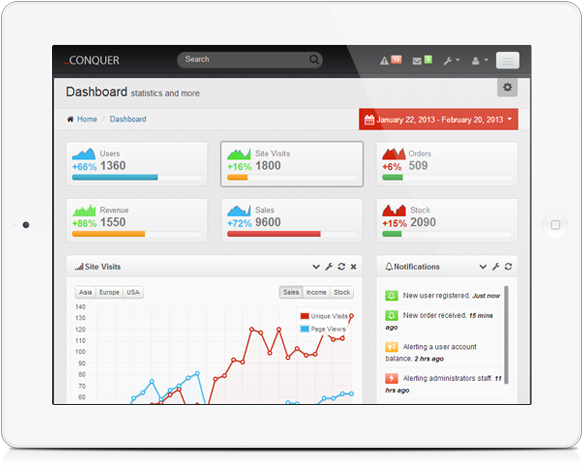 ...CONQUER
Search
Dashboard statistics and more
Home / Dashboard
January 22, 2013 - February 20, 2013
Users
+66% 1360
Site Visits
+16% 1800
Orders
+6% 509
Revenue
+86% 1550
Sales
+72% 9600
Stock
+15% 2090
Site Visits
Asia Europe USA
Sales Income Stock
140
130
120
110
100
90
80
70
60
Unique Visits
Page Views
Notifications
New user registered. Just now
New order received. 15 mins
ago
Alerting a user account
balance. 2 hrs ago
Alerting administrators staff. 11
hrs ago